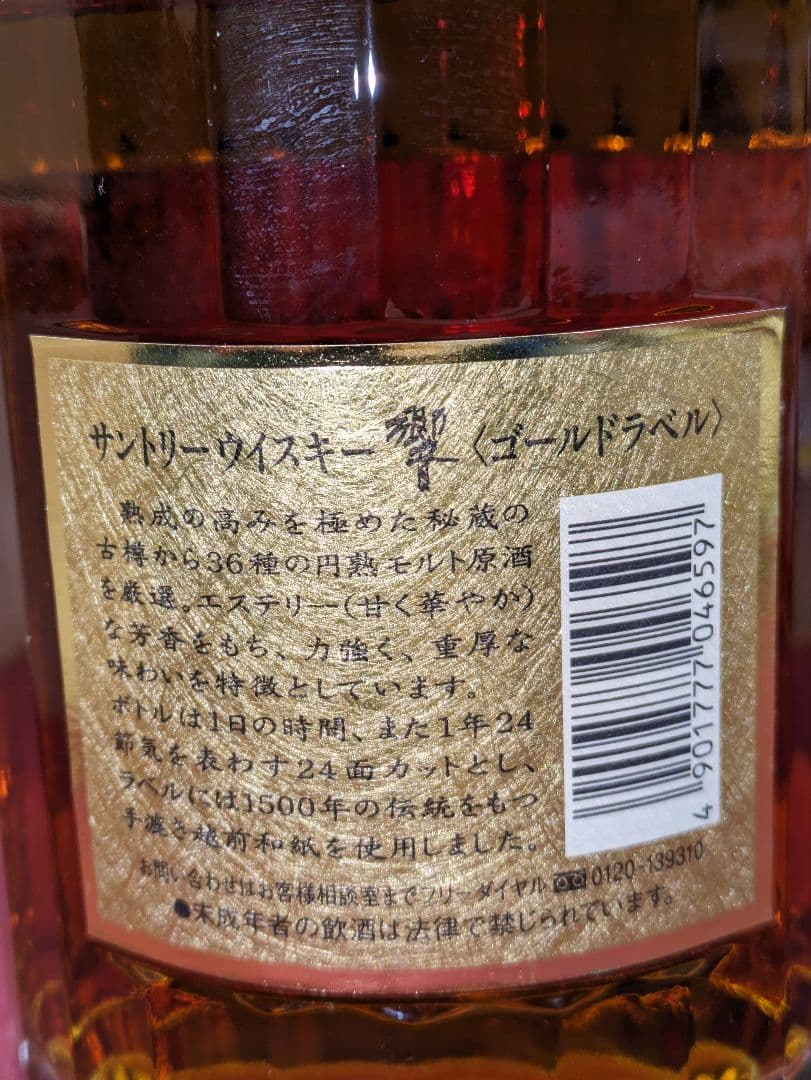 サントリーウイスキー 響 〈ゴールドラベル〉
熟成の高みを極めた秘蔵の
古樽から36種の円熟モルト原酒
を厳選。エステリー(甘く華やか)
な芳香をもち、力強く、重厚な
味わいを特徴としています。
ボトルは1日の時間、また1年24
節気を表わす24面カットとし、
ラベルには1500年の伝統をもつ
手漉き越前和紙を使用しました。
4 901777 046597
お問い合わせはお客様相談室までフリーダイヤル 0120-139310
●未成年者の飲酒は法律で禁じられています。